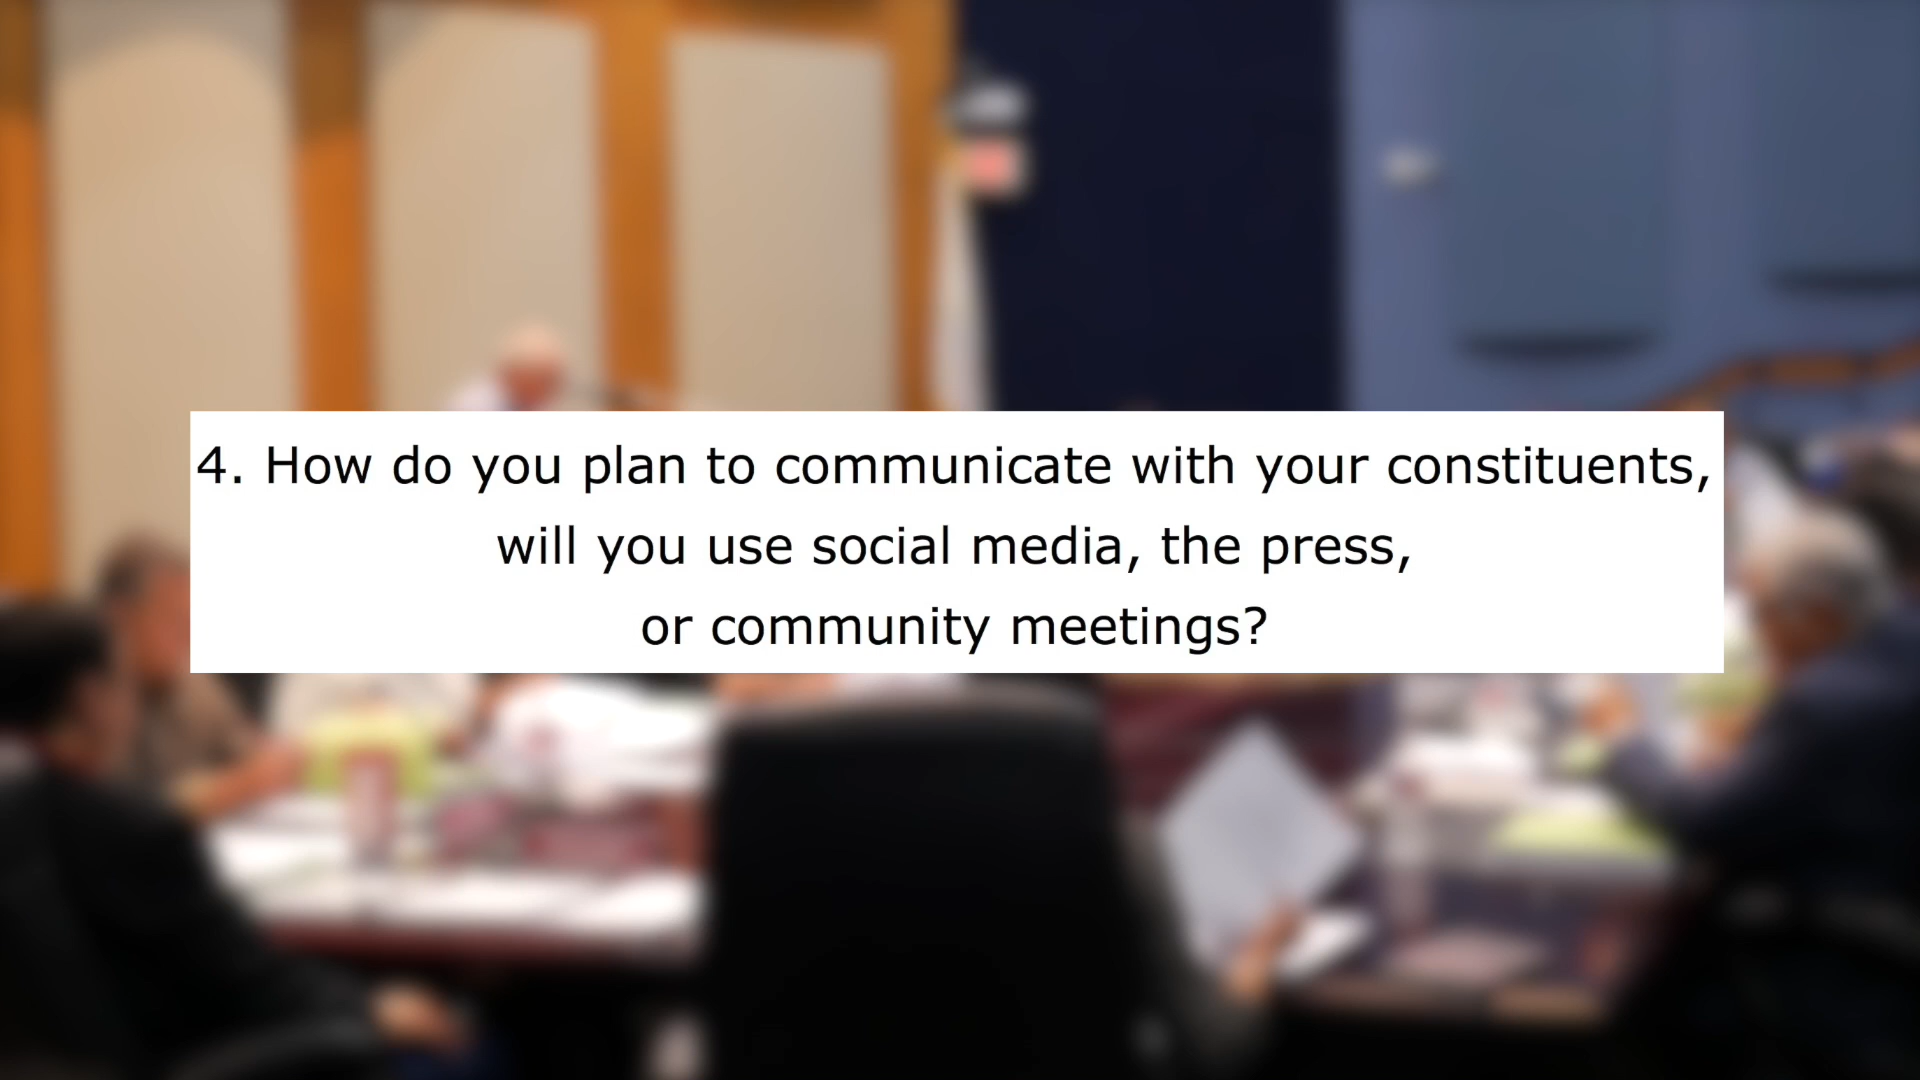 4. How do you plan to communicate with your constituents,
will you use social media, the press,
or community meetings?